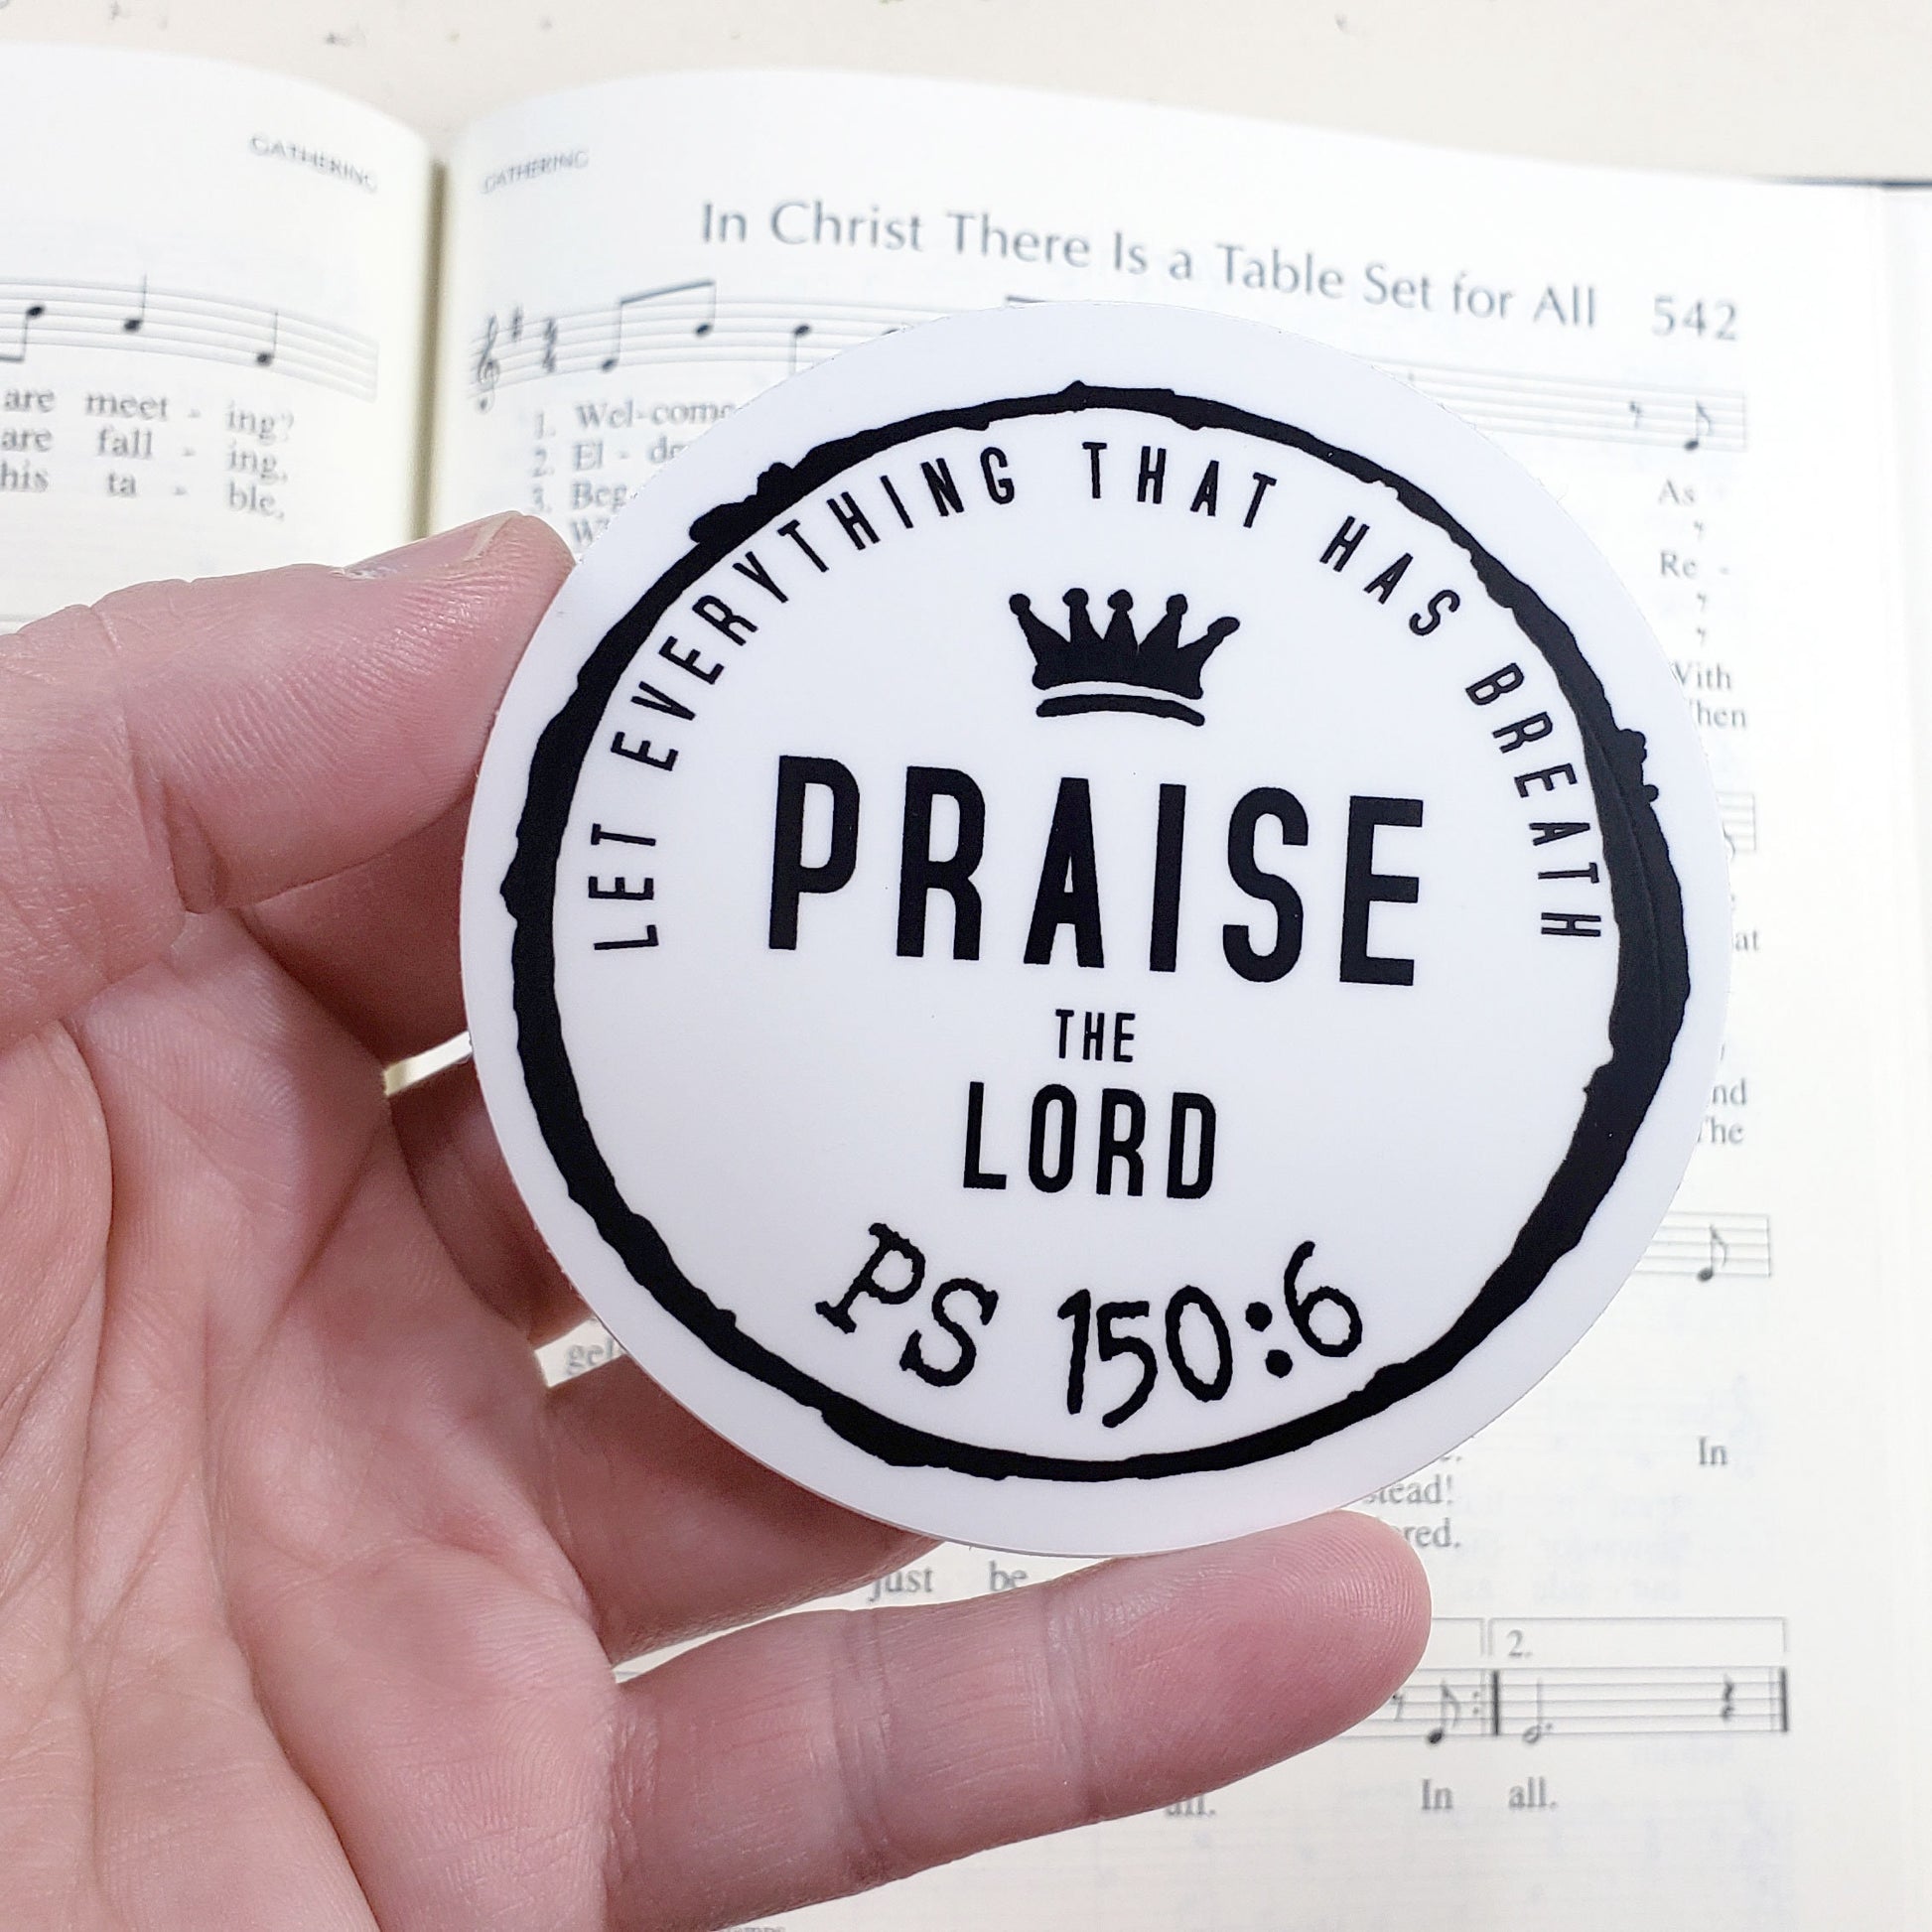 GATHERING
are meet - ing?
are fall - ing,
his ta - ble,
GATHERING
In Christ There Is a Table Set for All 542
1. Wel-come
2. El - de
3. Beg-
As
Re -
With
When
at
nd
The
LET EVERYTHING THAT HAS BREATH
PRAISE
THE
LORD
PS 150:6
gel
In
stead!
red.
just be
2.
all. In all.